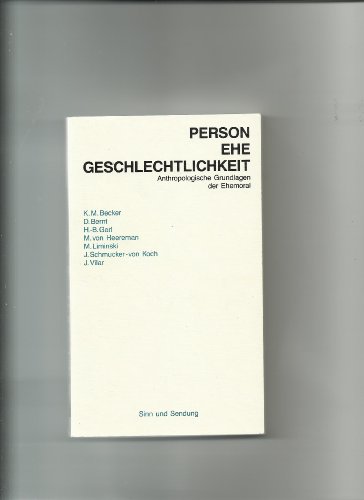 PERSON
EHE
GESCHLECHTLICHKEIT
Anthropologische Grundlagen
der Ehemoral
K. M. Becker
D. Bernt
H.-B. Gerl
M. von Heereman
M. Liminski
J. Schmucker-von Koch
J. Vilar
Sinn und Sendung